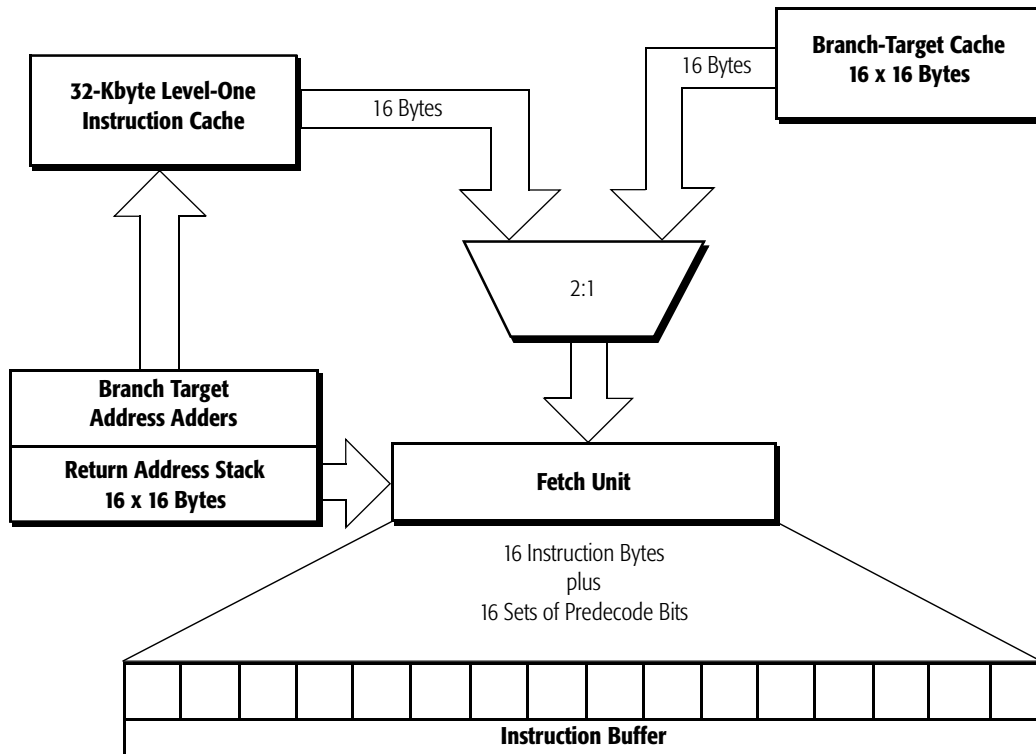 Branch-Target Cache
16 x 16 Bytes
32-Kbyte Level-One
Instruction Cache
16 Bytes
16 Bytes
2:1
Branch Target
Address Adders
Return Address Stack
16 x 16 Bytes
Fetch Unit
16 Instruction Bytes
plus
16 Sets of Predecode Bits
Instruction Buffer